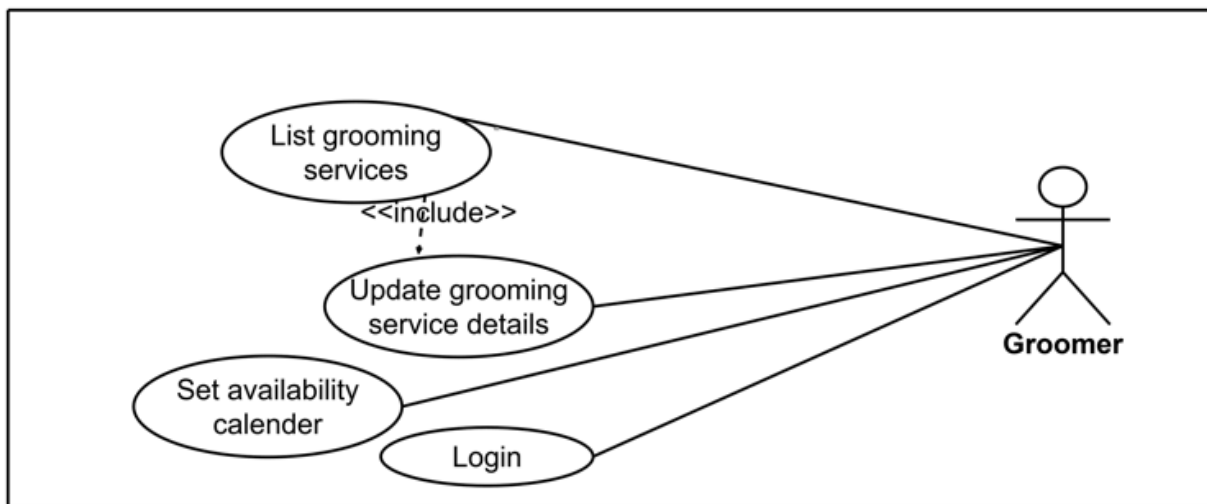 List grooming
services
<<include>>
Update grooming
service details
Groomer
Set availability
calender
Login